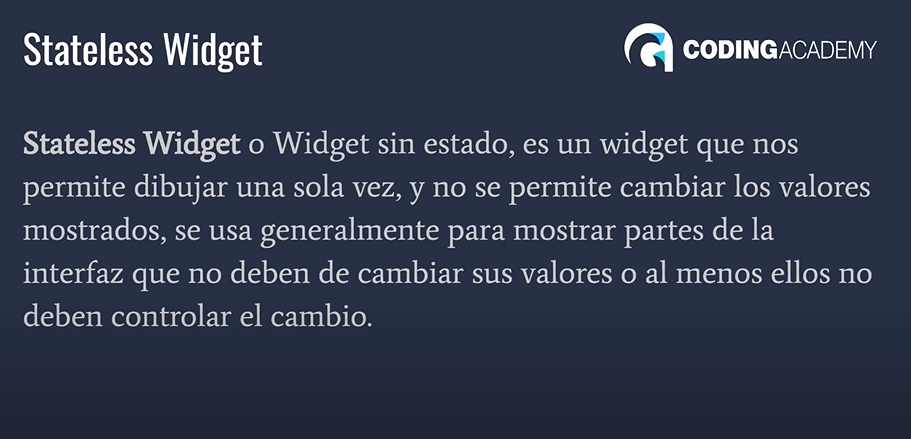 Stateless Widget
CODINGACADEMY
Stateless Widget o Widget sin estado, es un widget que nos
permite dibujar una sola vez, y no se permite cambiar los valores
mostrados, se usa generalmente para mostrar partes de la
interfaz que no deben de cambiar sus valores o al menos ellos no
deben controlar el cambio.